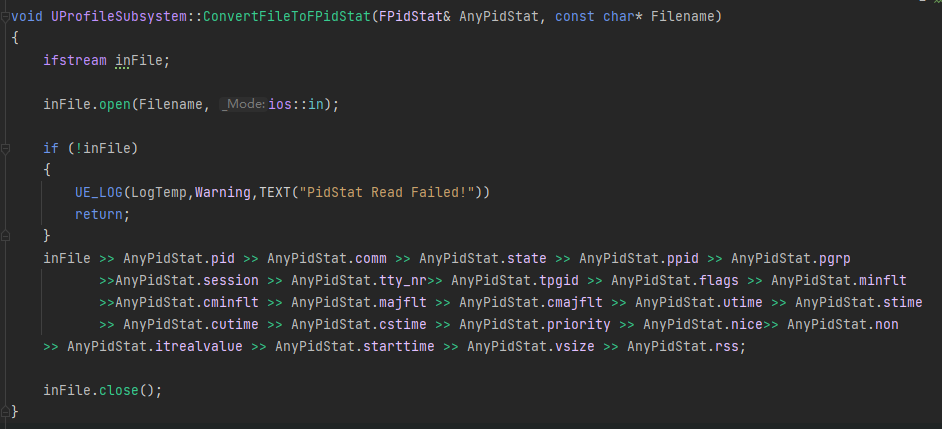 void UProfileSubsystem::ConvertFileToFPidStat(FPidStat& AnyPidStat, const char* Filename)
{
ifstream inFile;
inFile.open(Filename, _Mode: ios::in);
if (!inFile)
{
UE_LOG(LogTemp,Warning,TEXT("PidStat Read Failed!"))
return;
}
inFile >> AnyPidStat.pid >> AnyPidStat.comm >> AnyPidStat.state >> AnyPidStat.ppid >> AnyPidStat.pgrp
>>AnyPidStat.session >> AnyPidStat.tty_nr>> AnyPidStat.tpgid >> AnyPidStat.flags >> AnyPidStat.minflt
>>AnyPidStat.cminflt >> AnyPidStat.majflt >> AnyPidStat.cmajflt >> AnyPidStat.utime >> AnyPidStat.stime
>> AnyPidStat.cutime >> AnyPidStat.cstime >> AnyPidStat.priority >> AnyPidStat.nice>> AnyPidStat.non
>> AnyPidStat.itrealvalue >> AnyPidStat.starttime >> AnyPidStat.vsize >> AnyPidStat.rss;
inFile.close();
}